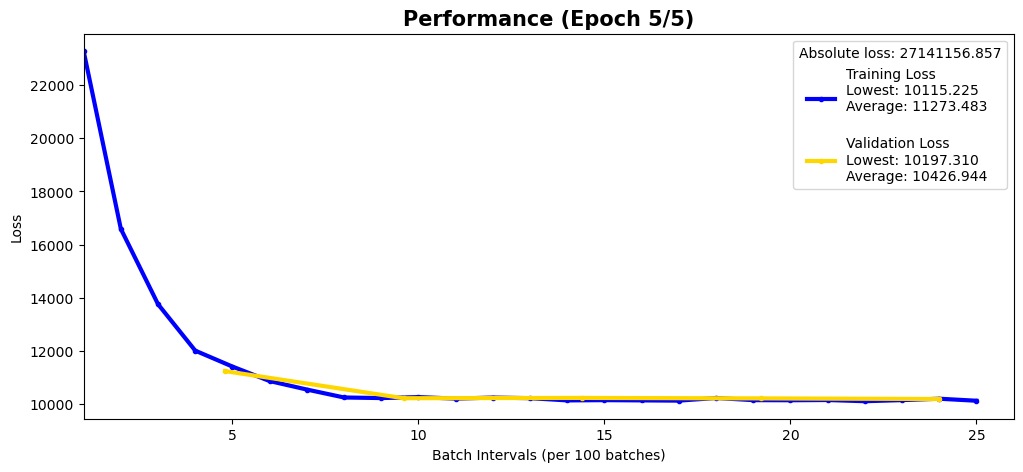 Performance (Epoch 5/5)
Absolute loss: 27141156.857
Training Loss
Lowest: 10115.225
Average: 11273.483
Validation Loss
Lowest: 10197.310
Average: 10426.944
Loss
22000
20000
18000
16000
14000
12000
10000
5 10 15 20 25
Batch Intervals (per 100 batches)